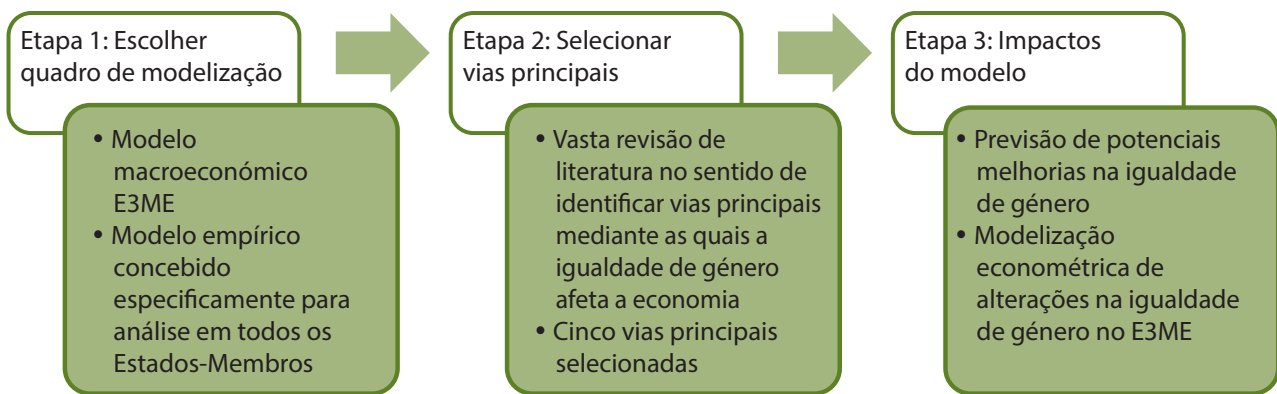 Etapa 1: Escolher
quadro de modelização
• Modelo
macroeconómico
E3ME
• Modelo empírico
concebido
especificamente para
análise em todos os
Estados-Membros
Etapa 2: Selecionar
vias principais
• Vasta revisão de
literatura no sentido de
identificar vias principais
mediante as quais a
igualdade de género
afeta a economia
• Cinco vias principais
selecionadas
Etapa 3: Impactos
do modelo
• Previsão de potenciais
melhorias na igualdade
de género
• Modelização
econométrica de
alterações na igualdade
de género no E3ME